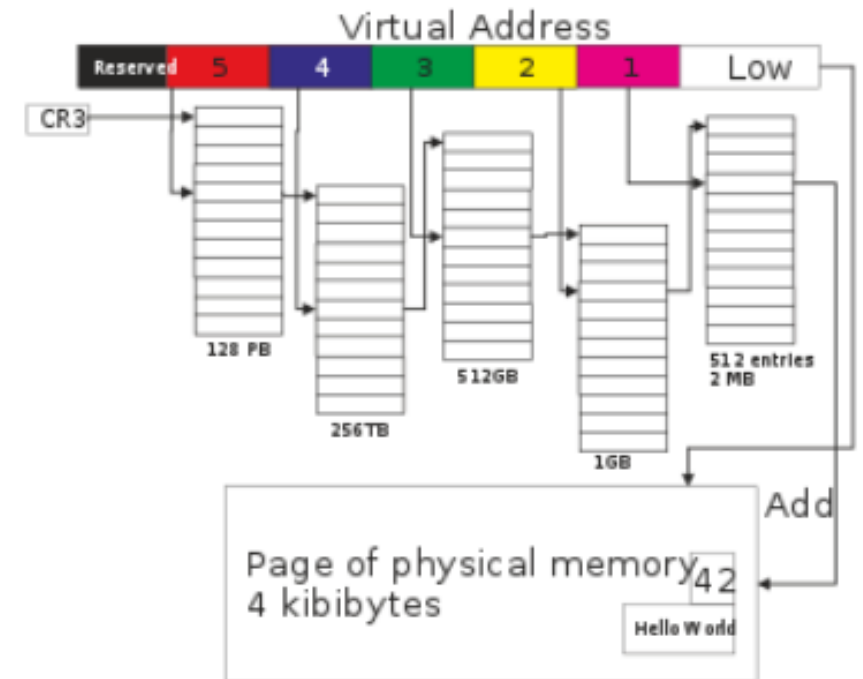 Virtual Address
Reserved 5 4 3 2 1 Low
CR3
128 PB
256TB
512GB
1GB
512 entries
2 MB
Add
Page of physical memory
4 kibibytes
42
Hello World